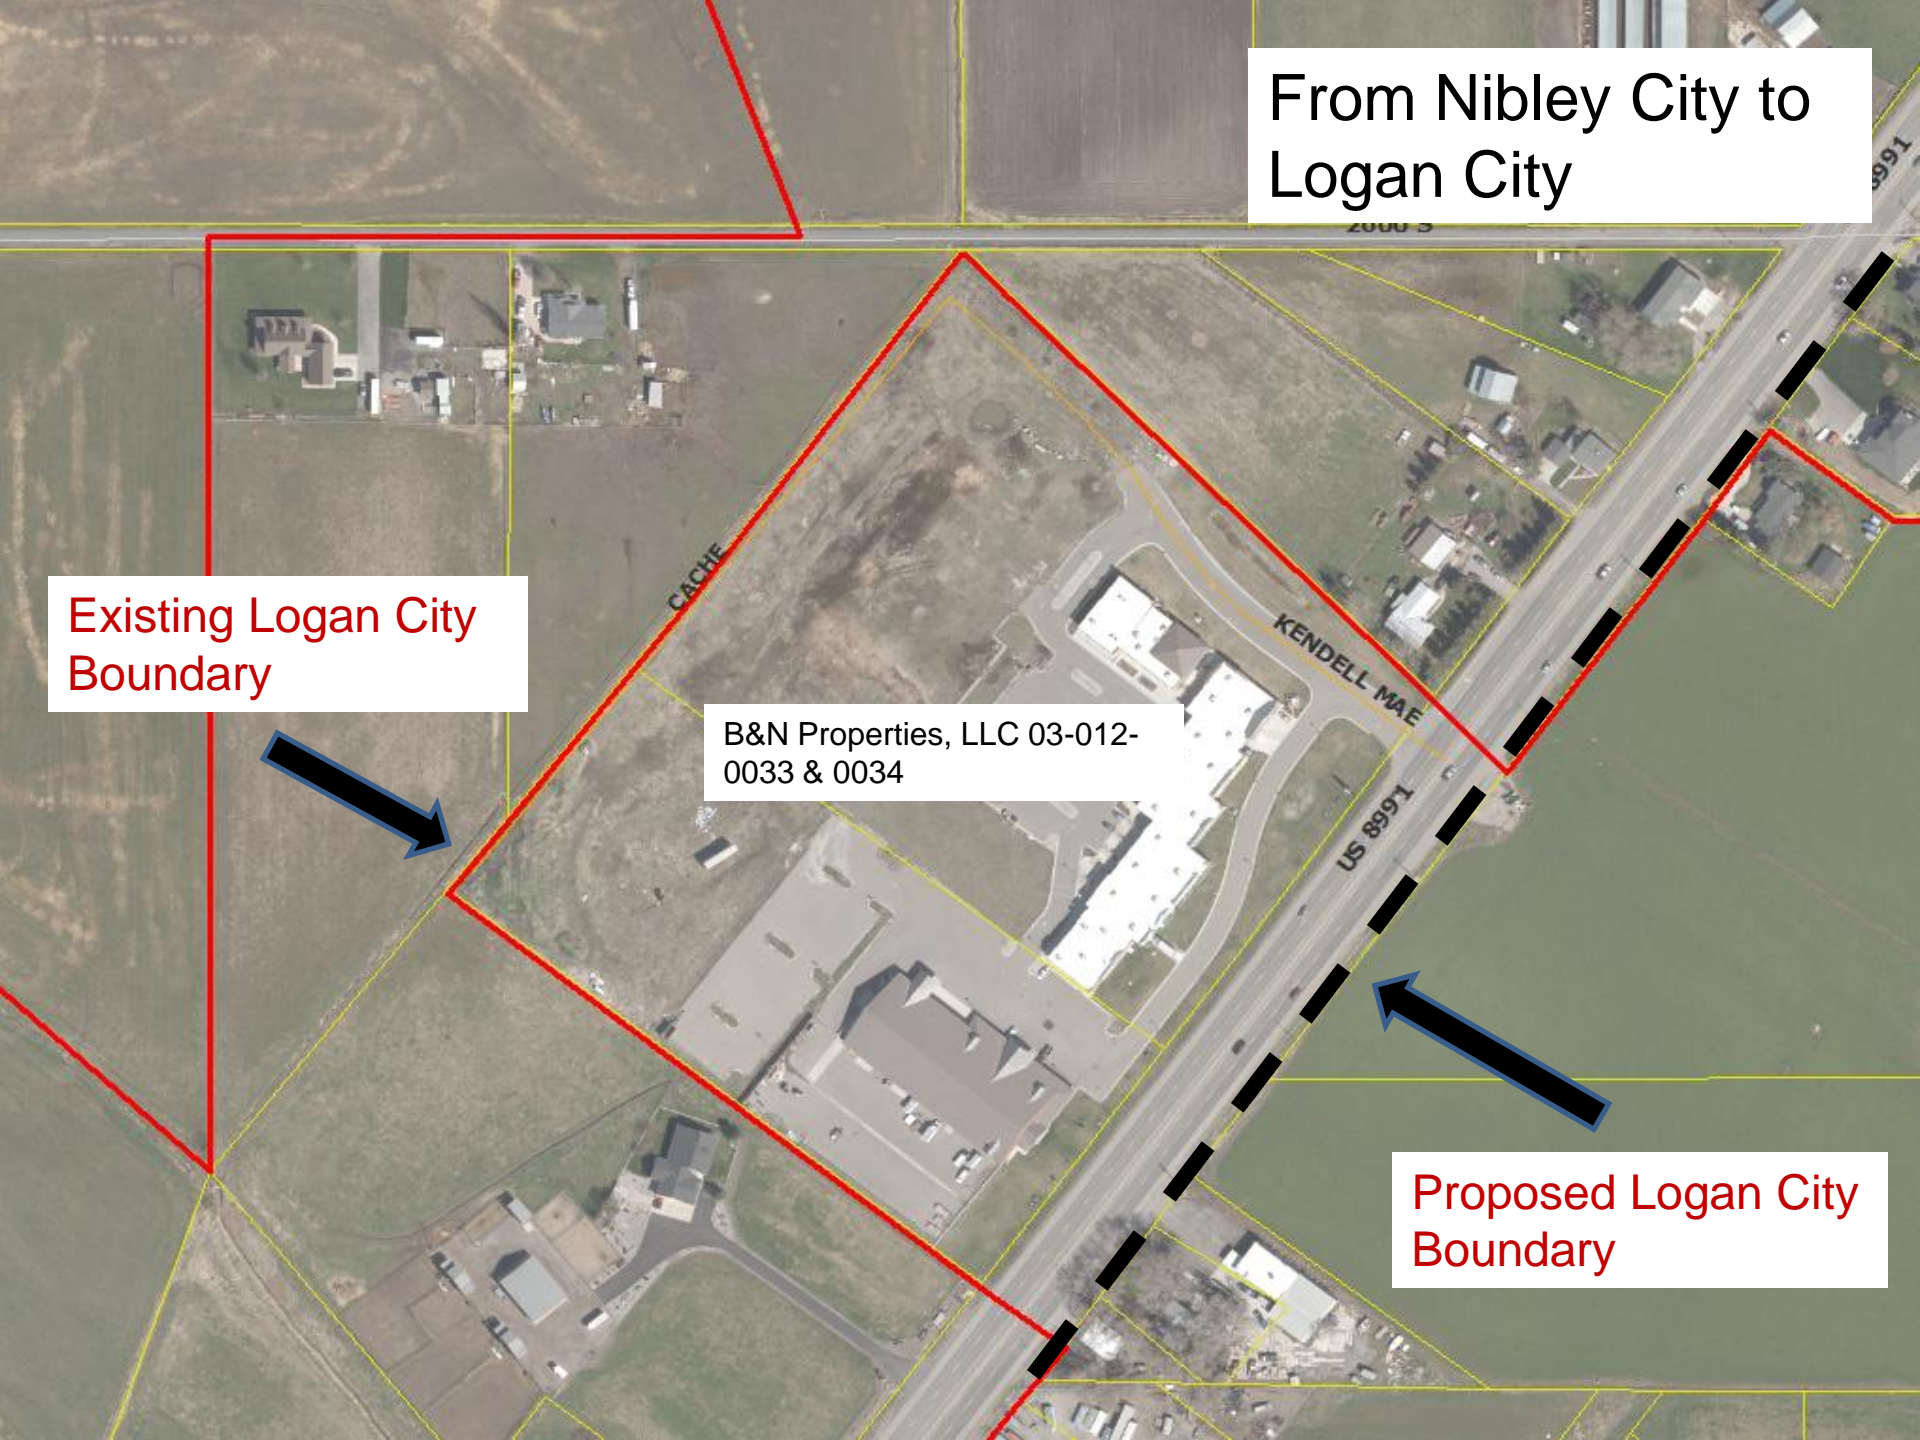 From Nibley City to
Logan City
8991
2600 S
CACHE
Existing Logan City
Boundary
KENDELL MAE
B&N Properties, LLC 03-012-
0033 & 0034
US 8991
Proposed Logan City
Boundary